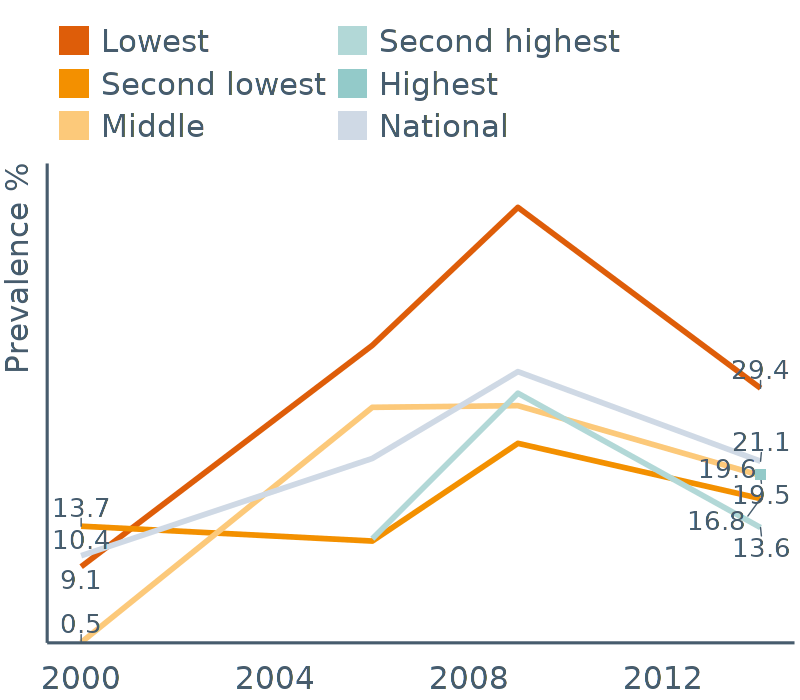 Lowest
Second lowest
Middle
Second highest
Highest
National
Prevalence %
13.7
10.4
9.1
0.5
29.4
21.1
19.6
19.5
16.8
13.6
2000 2004 2008 2012